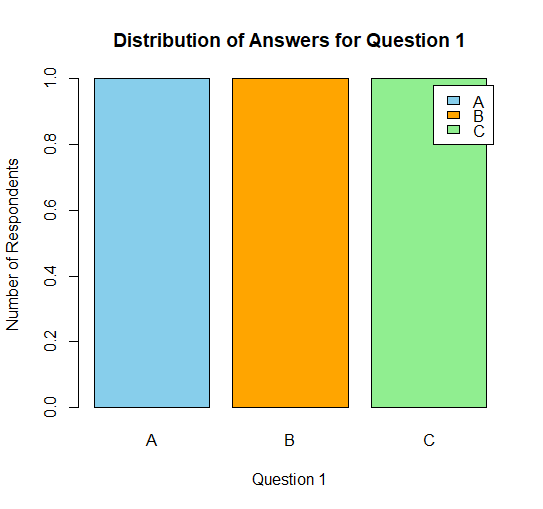 Distribution of Answers for Question 1
Number of Respondents
1.0
0.8
0.6
0.4
0.2
0.0
A
B
C
A
B
C
Question 1